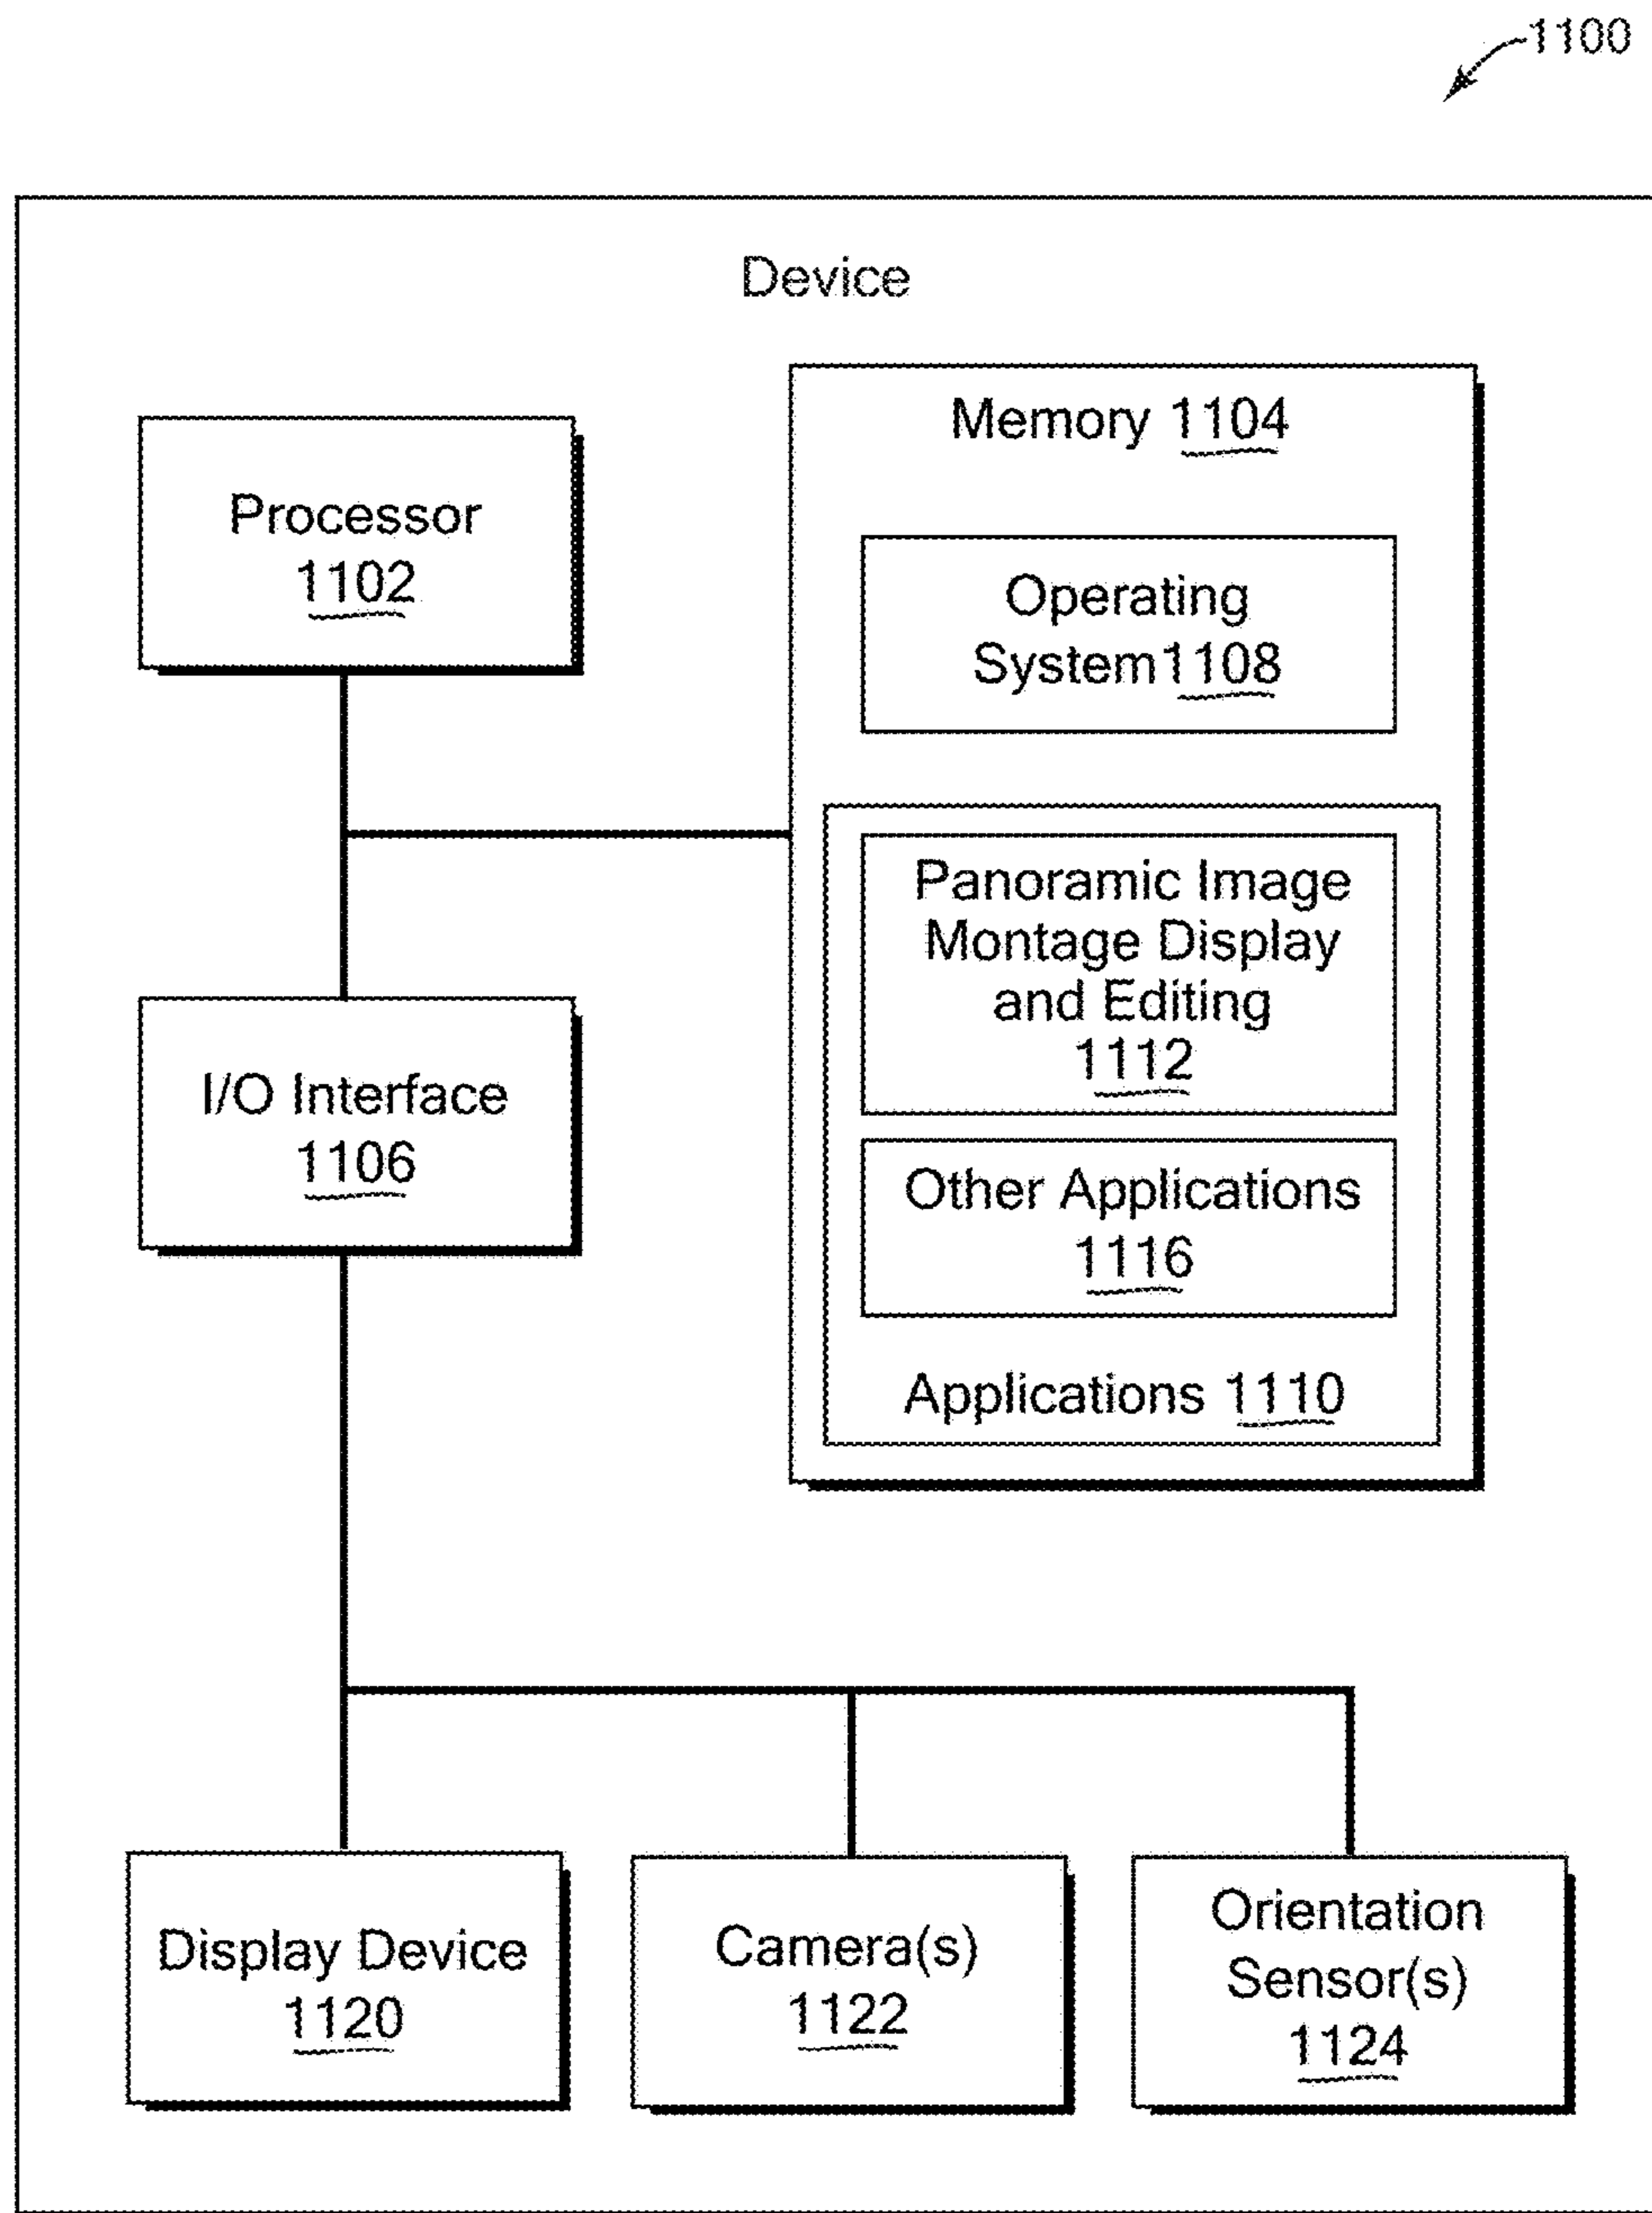 1100
Device
Processor
1102
Memory 1104
Operating
System1108
Panoramic Image
Montage Display
and Editing
1112
Other Applications
1116
Applications 1110
I/O Interface
1106
Display Device
1120
Camera(s)
1122
Orientation
Sensor(s)
1124